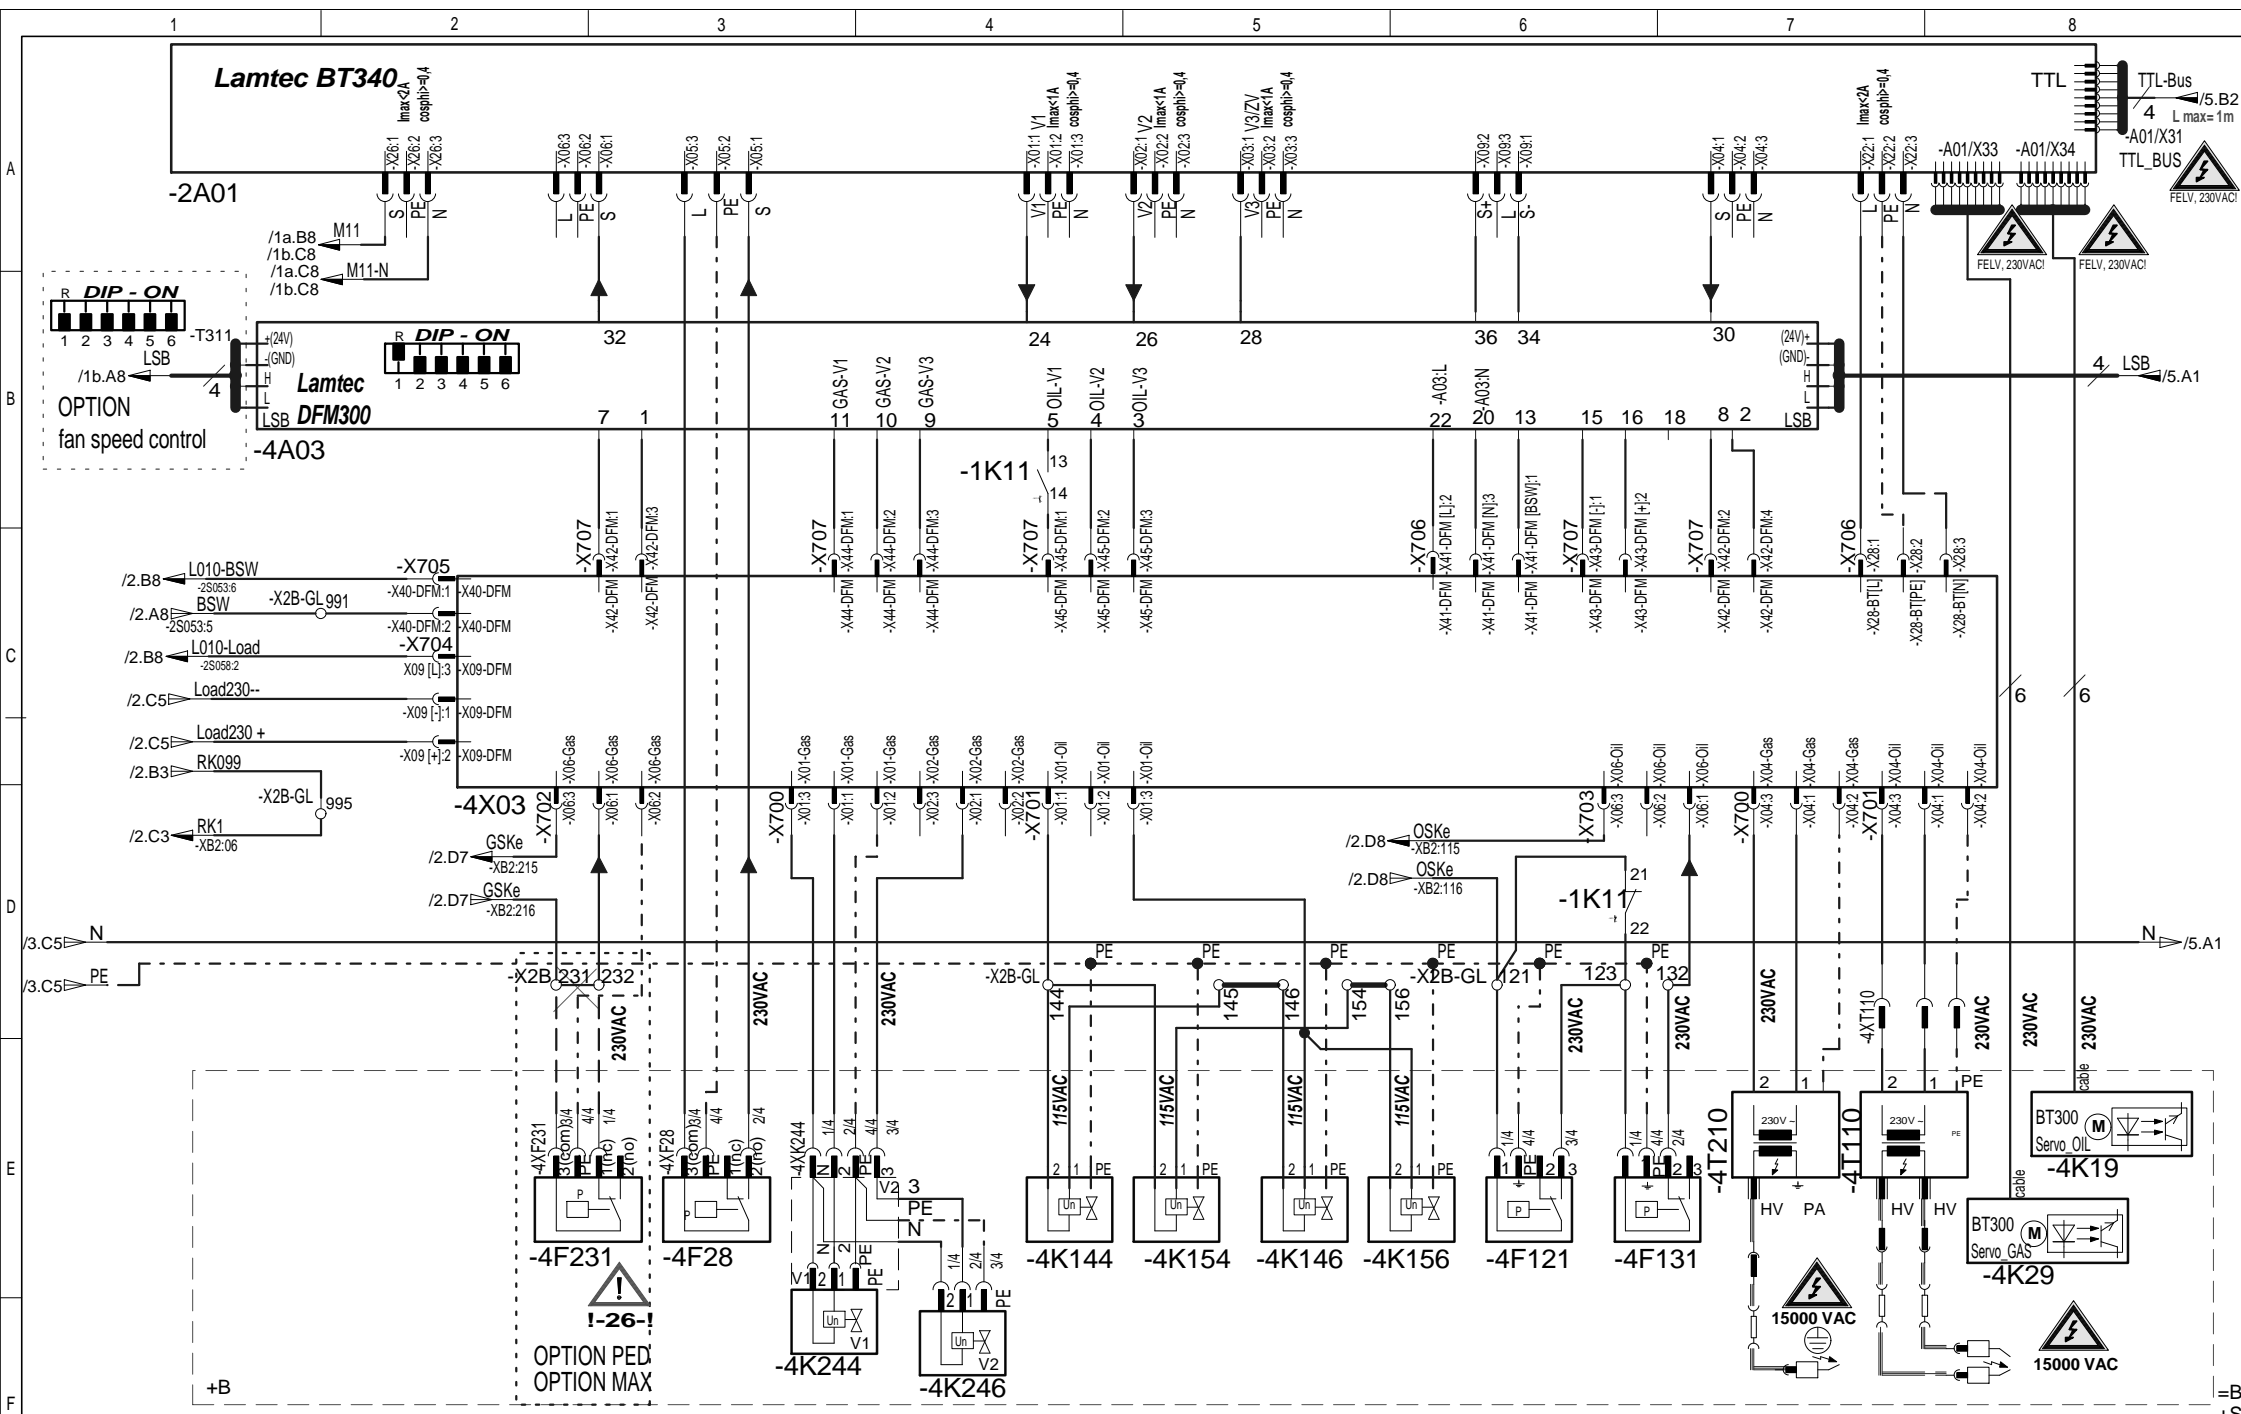 1 2 3 4 5 6 7 8
A
B
C
D
E
F
Lamtec BT340
-2A01
Imax<2A
cosphi>=0,4
-X26:1
-X26:2
-X26:3
-X06:3
-X06:2
-X06:1
-X05:3
-X05:2
-X05:1
-X01:1 V1
-X01:2 Imax<1A
-X01:3 cosphi>=0,4
-X02:1 V2
-X02:2 Imax<1A
-X02:3 cosphi>=0,4
-X03:1 V3/ZV
-X03:2 Imax<1A
-X03:3 cosphi>=0,4
-X09:2
-X09:3
-X09:1
-X04:1
-X04:2
-X04:3
Imax<2A
cosphi>=0,4
-X22:1
-X22:2
-X22:3
-A01/X33
-A01/X34
TTL
TTL-Bus
4
/5.B2
L max= 1m
-A01/X31
TTL_BUS
FELV, 230VAC!
FELV, 230VAC!
FELV, 230VAC!
S PE N
L PE S
L PE S
V1 PE N
V2 PE N
V3 PE N
S+ L S-
S PE N
L PE N
/1a.B8 M11
/1b.C8
/1a.C8 M11-N
/1b.C8
R DIP - ON
1 2 3 4 5 6
-T311
LSB
/1b.A8
4
OPTION
fan speed control
+(24V)
-(GND)
H
L
LSB
Lamtec
DFM300
-4A03
R DIP - ON
1 2 3 4 5 6
32 24 26 28 36 34 30
(24V)+
(GND)-
H
L
LSB
4
LSB
/5.A1
GAS-V1
GAS-V2
GAS-V3
OIL-V1
OIL-V2
OIL-V3
-A03:L
-A03:N
7 1 11 10 9 5 4 3 22 20 13 15 16 18 8 2
-1K11
13
14
-X707
-X42-DFM:1
-X42-DFM:3
-X707
-X44-DFM:1
-X44-DFM:2
-X44-DFM:3
-X707
-X45-DFM:1
-X45-DFM:2
-X45-DFM:3
-X706
-X41-DFM [L]:2
-X41-DFM [N]:3
-X41-DFM [BSW]:1
-X707
-X43-DFM [-]:1
-X43-DFM [+]:2
-X707
-X42-DFM:2
-X42-DFM:4
-X706
-X28:1
-X28:2
-X28:3
-X42-DFM
-X42-DFM
-X44-DFM
-X44-DFM
-X44-DFM
-X45-DFM
-X45-DFM
-X45-DFM
-X41-DFM
-X41-DFM
-X41-DFM
-X43-DFM
-X43-DFM
-X42-DFM
-X42-DFM
-X28-BT[L]
-X28-BT[PE]
-X28-BT[N]
/2.B8 L010-BSW
-2S053:6
-X705
-X40-DFM:1 -X40-DFM
/2.A8 BSW
-2S053:5
-X2B-GL 991
-X40-DFM:2 -X40-DFM
/2.B8 L010-Load
-2S058:2
-X704
X09 [L]:3 -X09-DFM
/2.C5 Load230--
-X09 [-]:1 -X09-DFM
/2.C5 Load230 +
-X09 [+]:2 -X09-DFM
/2.B3 RK099
-X2B-GL 995
/2.C3 RK1
-XB2:06
6 6
-4X03
-X06-Gas
-X06-Gas
-X06-Gas
-X01-Gas
-X01-Gas
-X01-Gas
-X02-Gas
-X02-Gas
-X02-Gas
-X01-Oil
-X01-Oil
-X01-Oil
-X06-Oil
-X06-Oil
-X06-Oil
-X04-Gas
-X04-Gas
-X04-Gas
-X04-Oil
-X04-Oil
-X04-Oil
-X702
-X06:3
-X06:1
-X06:2
-X700
-X01:3
-X01:1
-X01:2
-X02:3
-X02:1
-X02:2
-X701
-X01:1
-X01:2
-X01:3
-X703
-X06:3
-X06:2
-X06:1
-X700
-X04:3
-X04:1
-X04:2
-X701
-X04:3
-X04:1
-X04:2
/2.D7 GSKe
-XB2:215
/2.D7 GSKe
-XB2:216
/2.D8 OSKe
-XB2:115
/2.D8 OSKe
-XB2:116
-1K11
21
22
/3.C5 N
N /5.A1
/3.C5 PE
PE PE PE PE PE PE
-X2B 231 232
-X2B-GL
144 145 146 154 156
-X2B-GL 121 123 132
-4XT110
230VAC
230VAC
230VAC
230VAC
230VAC
230VAC
230VAC
230VAC
230VAC
115VAC
115VAC
115VAC
115VAC
-4XF231
3/4 4/4 1/4
3(com) PE 1(nc) 2(no)
P
-4F231
!
!-26-!
OPTION PED
OPTION MAX
-4XF28
3/4 4/4 2/4
3(com) PE 1(nc) 2(no)
P
-4F28
-4XK244
1/4 2/4 4/4 3/4
N 2 PE 3
V2
3
PE
N
N 2 PE
V1 2 1 PE
Un
V1
-4K244
1/4 2/4 3/4
2 1 PE
Un
V2
-4K246
2 1 PE
Un
-4K144
2 1 PE
Un
-4K154
2 1 PE
Un
-4K146
2 1 PE
Un
-4K156
1/4 4/4 3/4
1 PE 2 3
P
-4F121
1/4 4/4 2/4
PE 2 3
P
-4F131
2 1
230V ~
-4T210
HV PA
15000 VAC
2 1 PE
230V ~
PE
-4T110
HV HV
15000 VAC
cable
BT300
M
Servo_OIL
-4K19
cable
BT300
M
Servo_GAS
-4K29
+B
=B